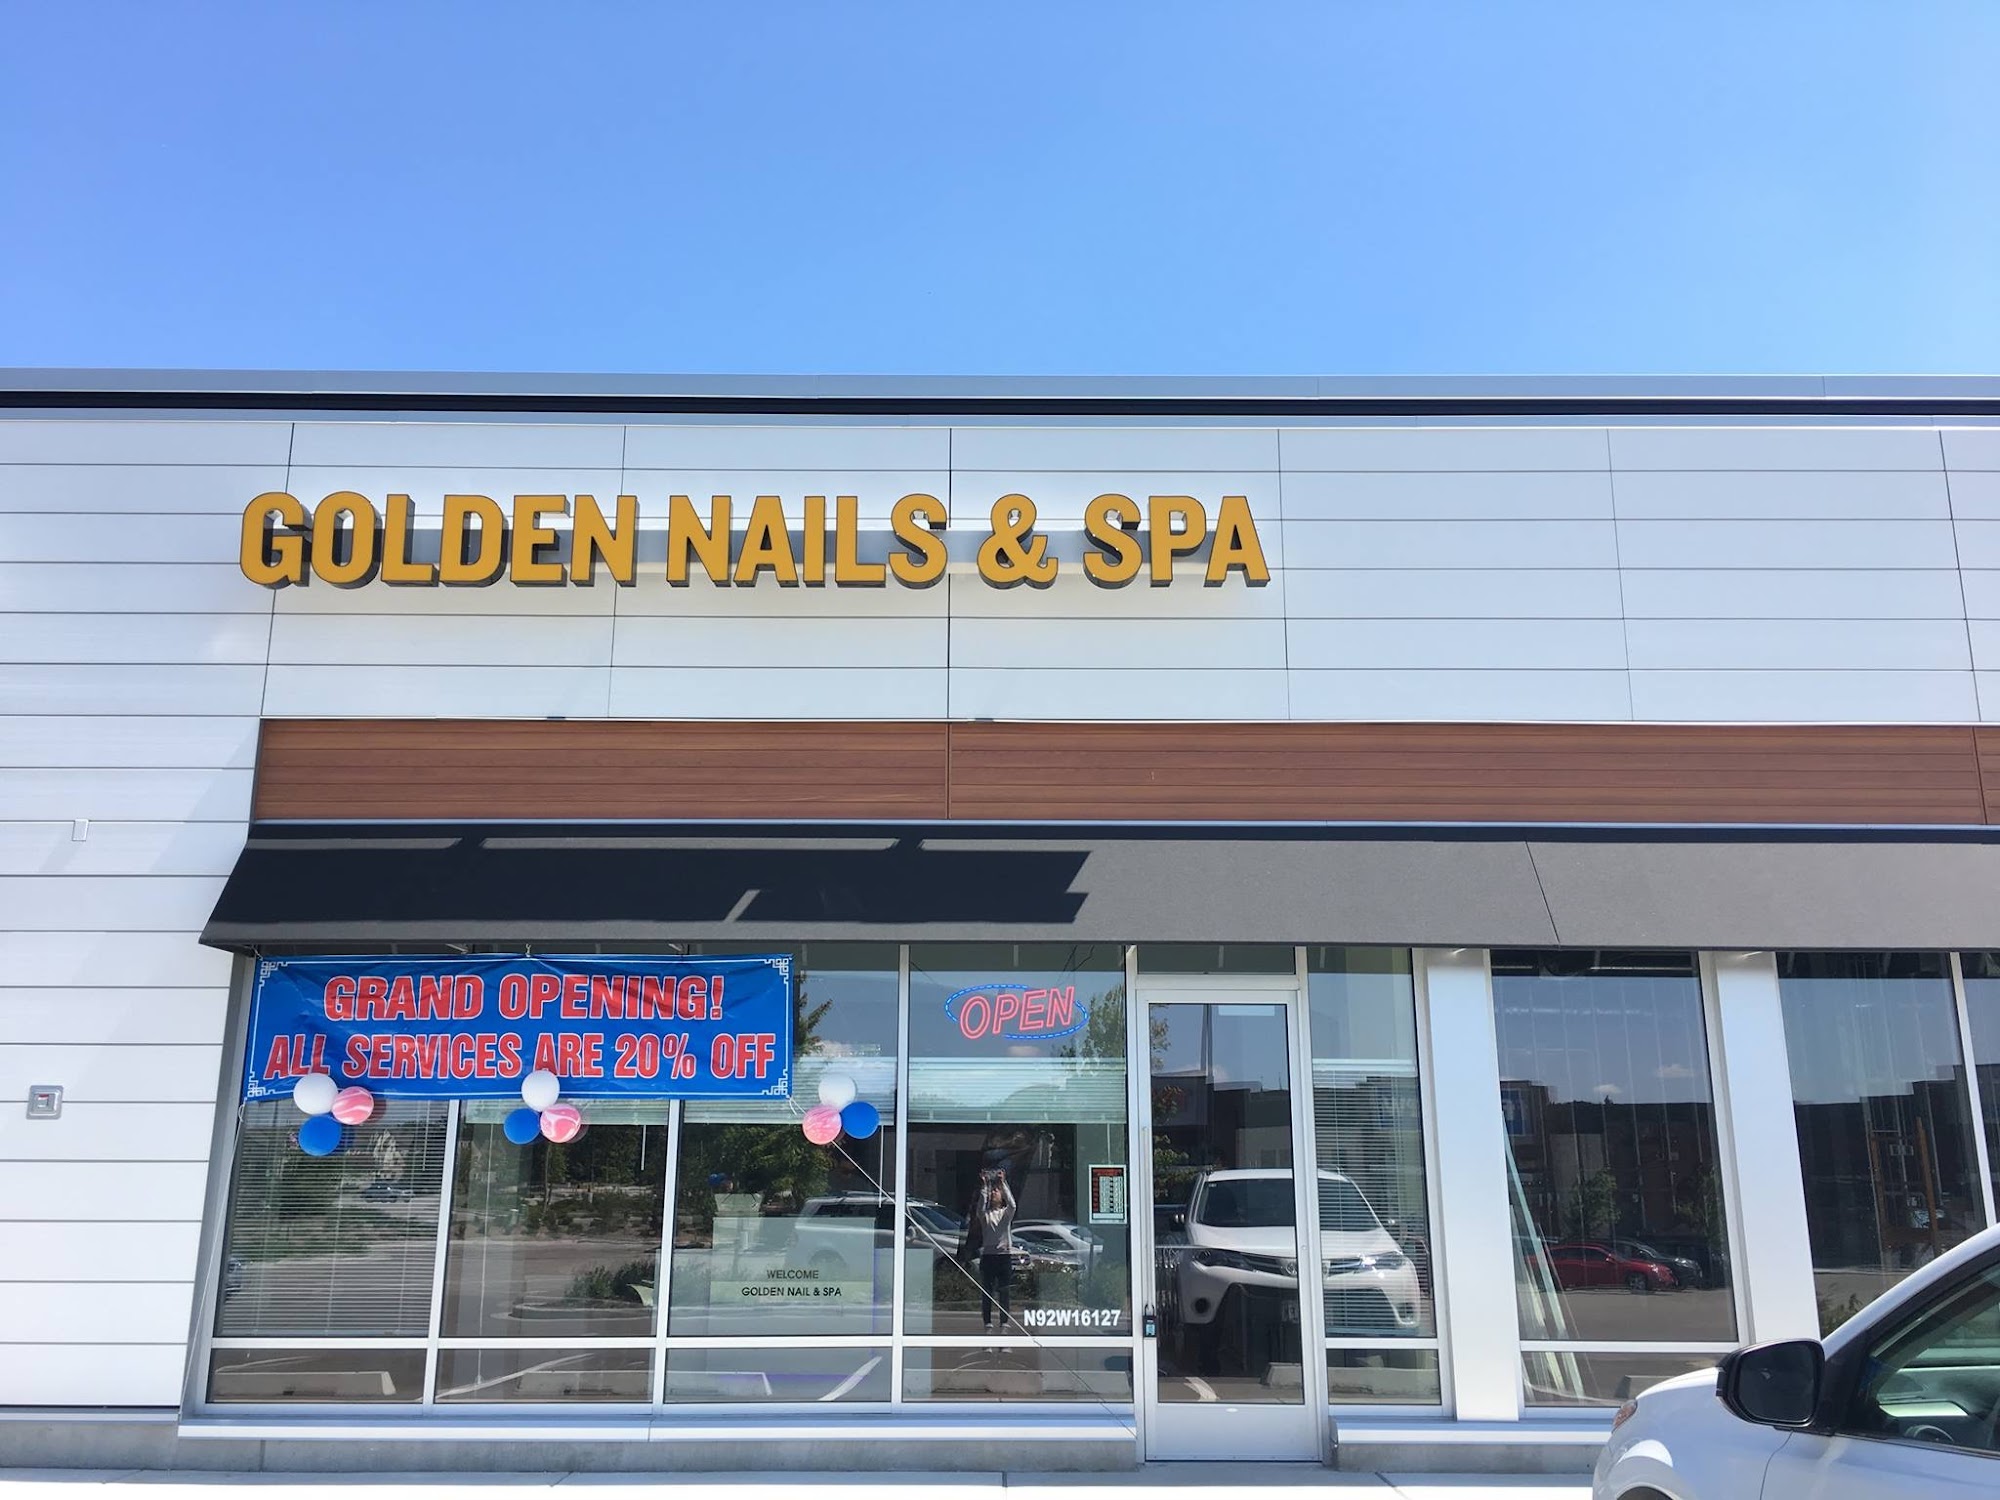 GOLDEN NAILS & SPA
GRAND OPENING!
ALL SERVICES ARE 20% OFF
OPEN
WELCOME
GOLDEN NAIL & SPA
N92W16127